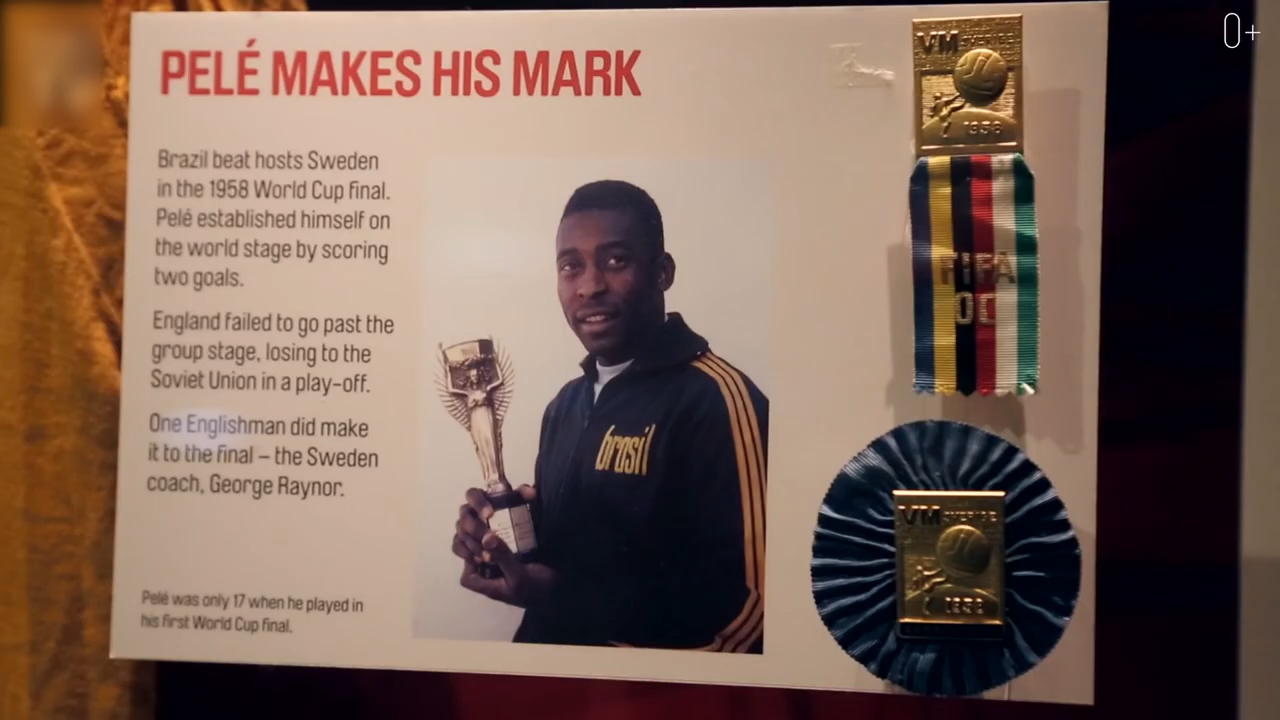 0+
PELÉ MAKES HIS MARK
Brazil beat hosts Sweden
in the 1958 World Cup final.
Pelé established himself on
the world stage by scoring
two goals.
England failed to go past the
group stage, losing to the
Soviet Union in a play-off.
One Englishman did make
it to the final – the Sweden
coach, George Raynor.
Pelé was only 17 when he played in
his first World Cup final.
brasil
VM SVERIGE
1958
FIFA
OC
VM SVERIGE
1958